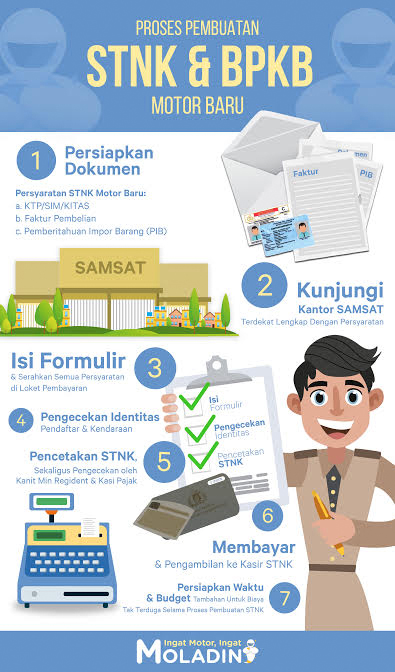 PROSES PEMBUATAN
STNK & BPKB
MOTOR BARU
1
Persiapkan
Dokumen
Persyaratan STNK Motor Baru:
a. KTP/SIM/KITAS
b. Faktur Pembelian
c. Pemberitahuan Impor Barang (PIB)
Dokumen
Faktur
PIB
SAMSAT
2
Kunjungi
Kantor SAMSAT
Terdekat Lengkap Dengan Persyaratan
Isi Formulir
& Serahkan Semua Persyaratan
di Loket Pembayaran
3
4
Pengecekan Identitas
Pendaftar & Kendaraan
Pencetakan STNK,
Sekaligus Pengecekan oleh
Kanit Min Regident & Kasi Pajak
5
Isi
Formulir
Pengecekan
Identitas
Pencetakan
STNK
6
Membayar
& Pengambilan ke Kasir STNK
Persiapkan Waktu
& Budget Tambahan Untuk Biaya
Tak Terduga Selama Proses Pembuatan STNK
7
Ingat Motor, Ingat
MOLADIN